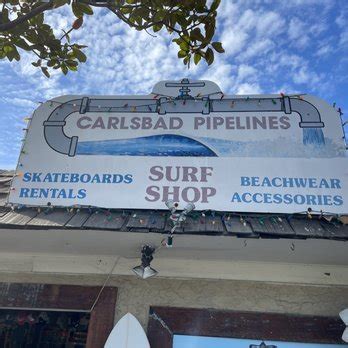 CARLSBAD PIPELINES
SKATEBOARDS
RENTALS
SURF
SHOP
BEACHWEAR
ACCESSORIES